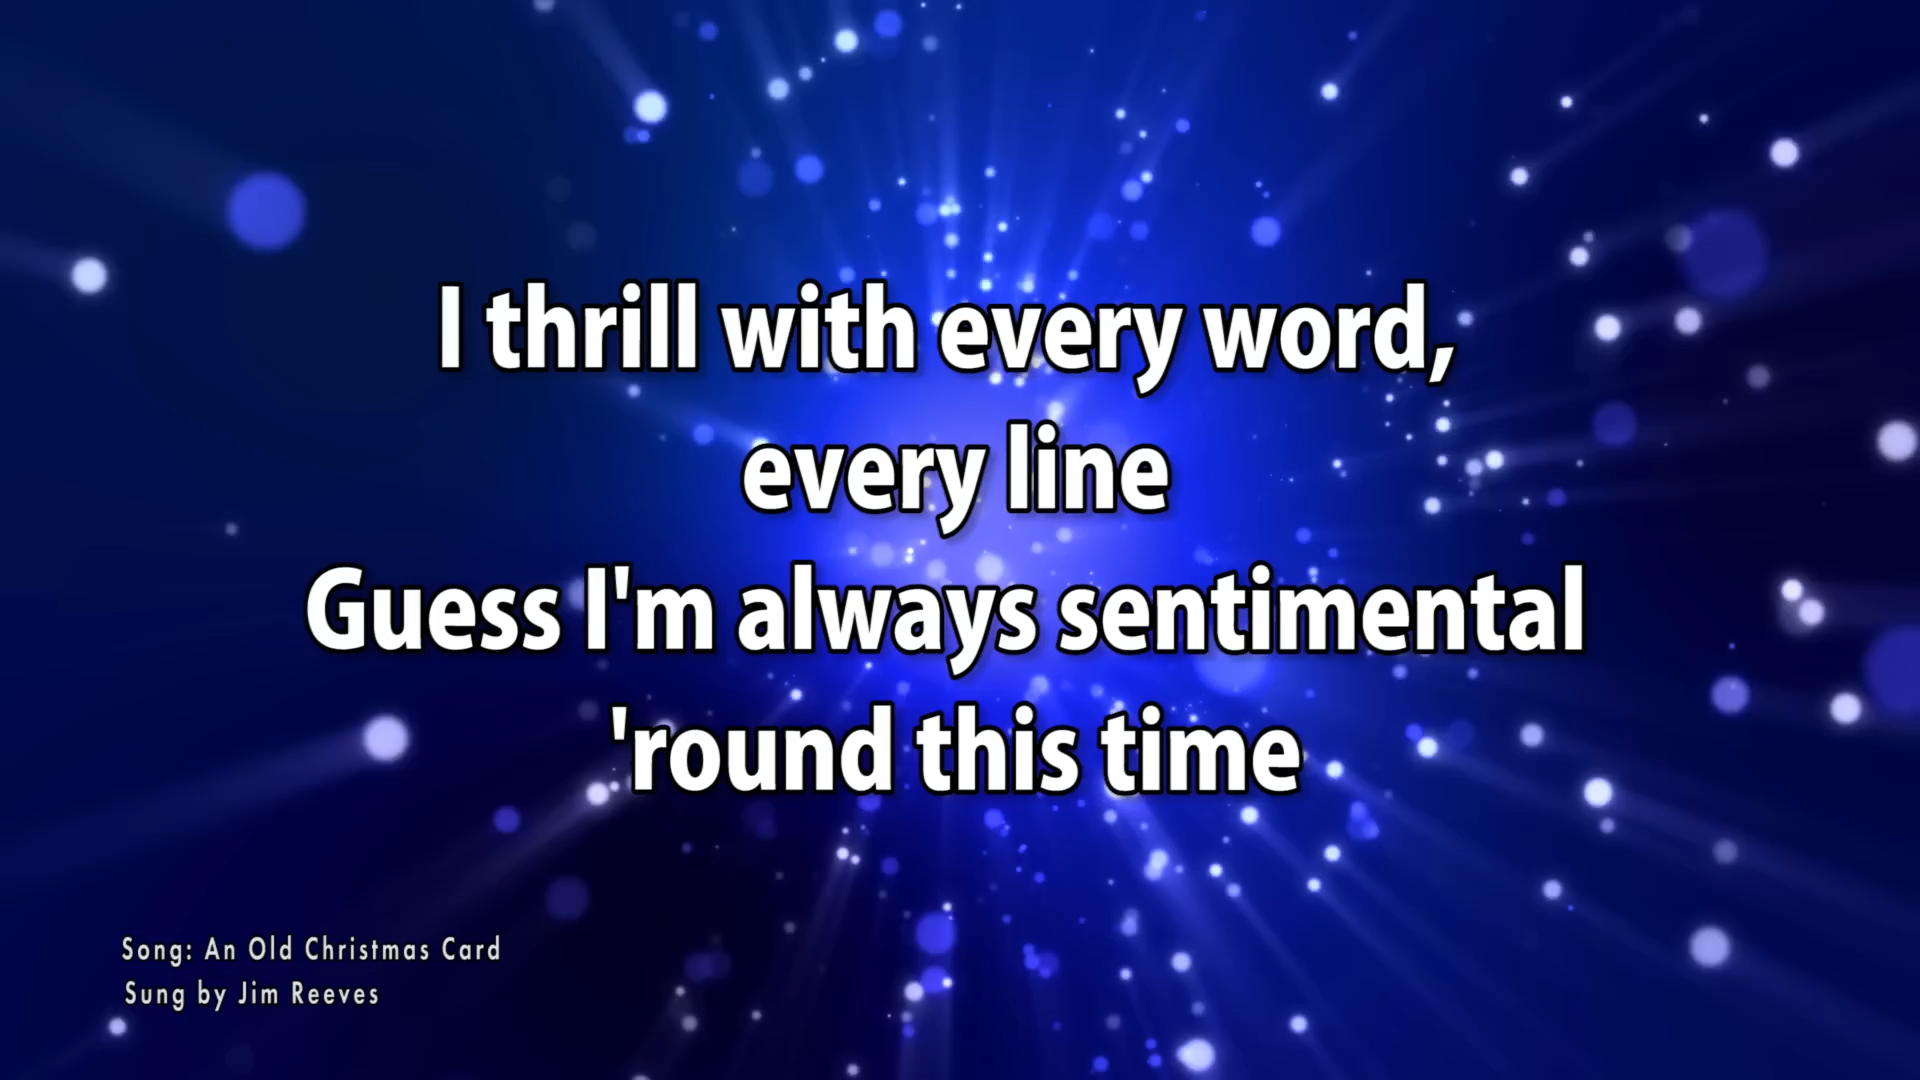 I thrill with every word,
every line
Guess I'm always sentimental
'round this time
Song: An Old Christmas Card
Sung by Jim Reeves